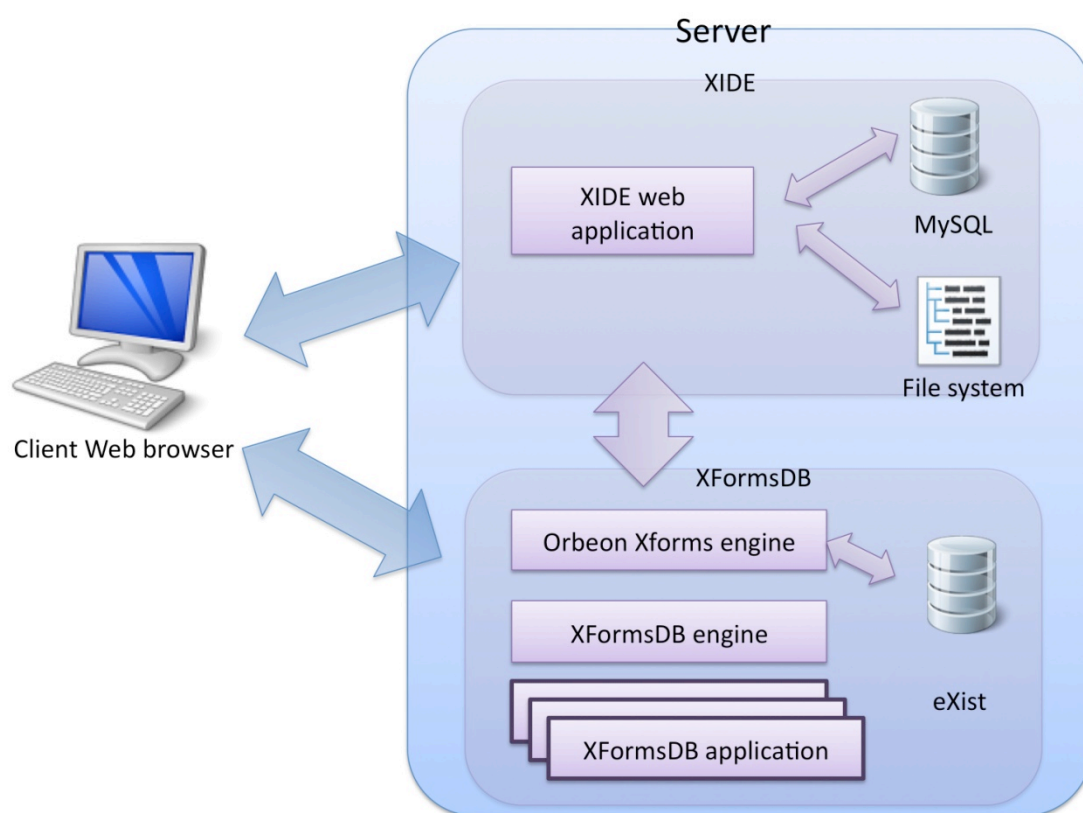 Server
XIDE
XIDE web
application
MySQL
File system
Client Web browser
XFormsDB
Orbeon Xforms engine
XFormsDB engine
eXist
XFormsDB application